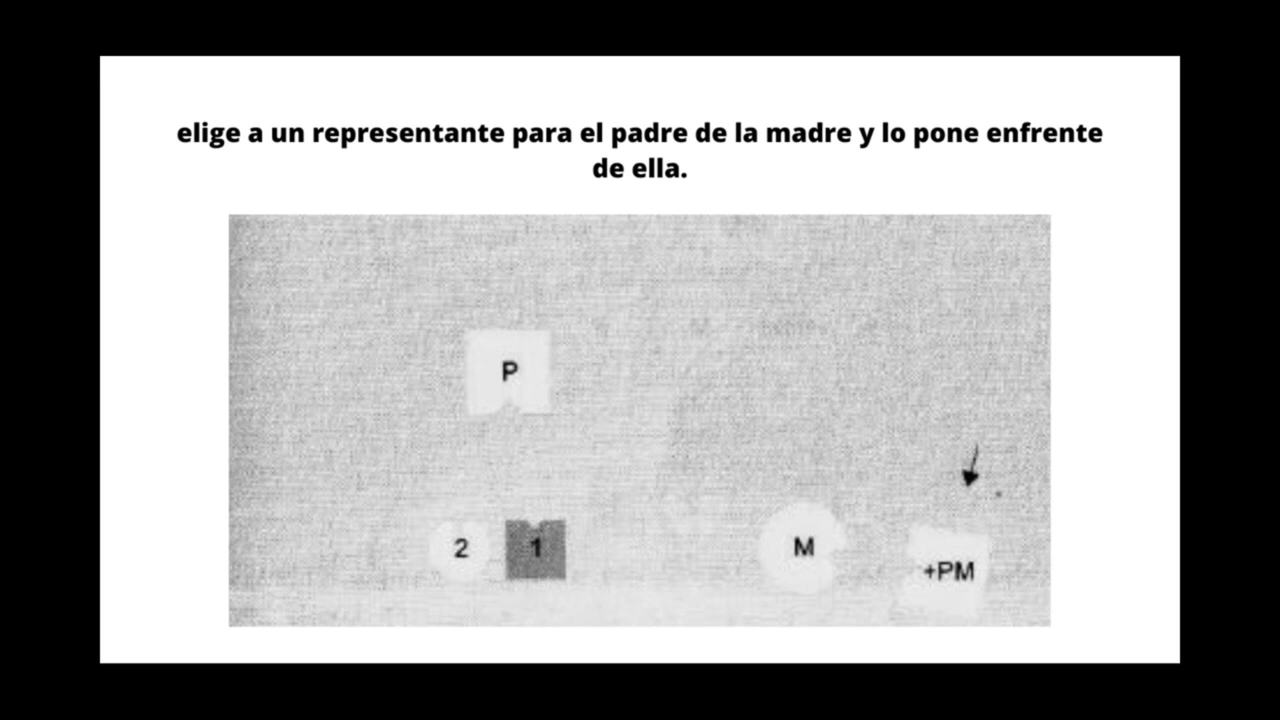 elige a un representante para el padre de la madre y lo pone enfrente
de ella.
P
2 1 M +PM